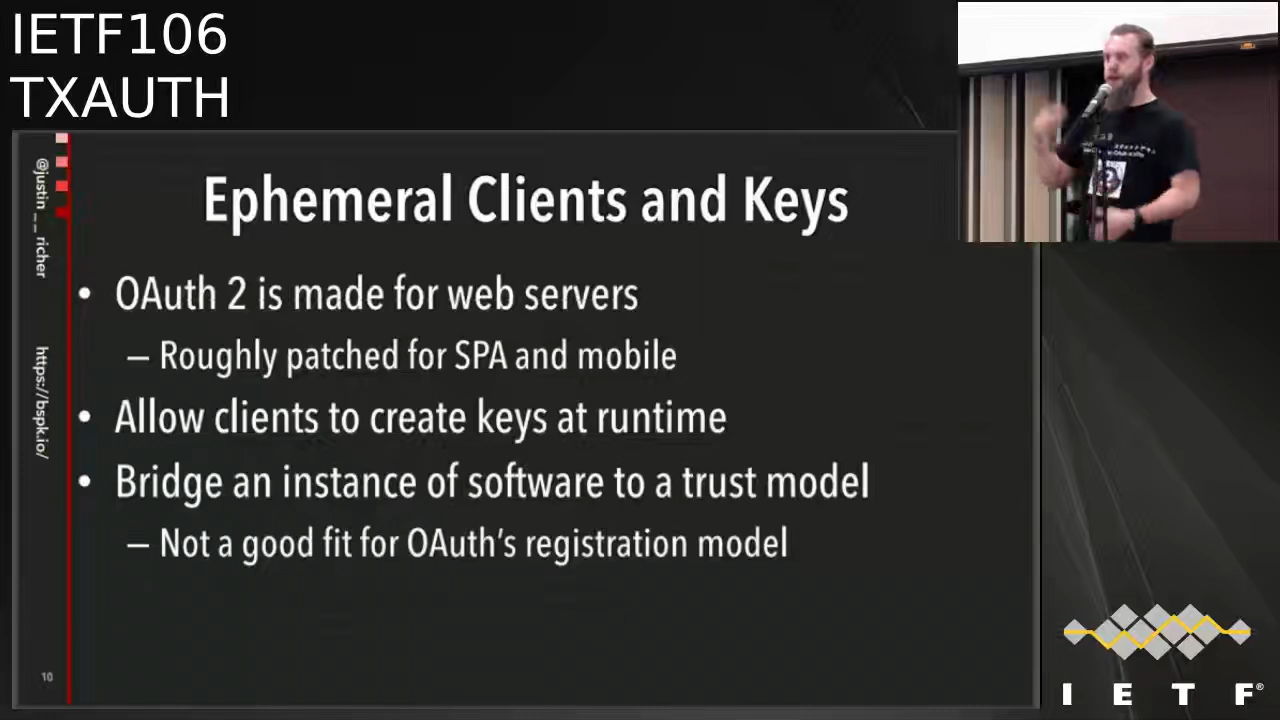 IETF106
TXAUTH
@justin__richer
https://bspk.io/
Ephemeral Clients and Keys
• OAuth 2 is made for web servers
– Roughly patched for SPA and mobile
• Allow clients to create keys at runtime
• Bridge an instance of software to a trust model
– Not a good fit for OAuth's registration model
10
I E T F®